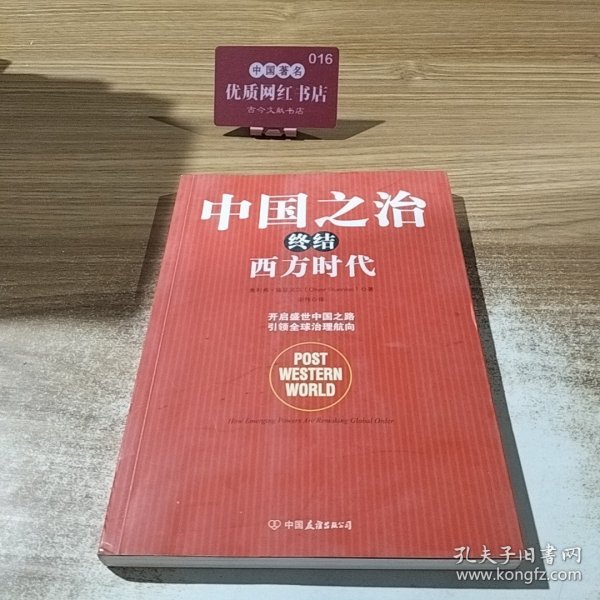 016
中国著名
优质网红书店
古今文献书店
中国之治
终结
西方时代
开启盛世中国之路
引领全球治理航向
POST
WESTERN
WORLD
How Emerging Powers Are Remaking Global Order
中国友谊出版公司
孔夫子旧书网
www.kongfz.com